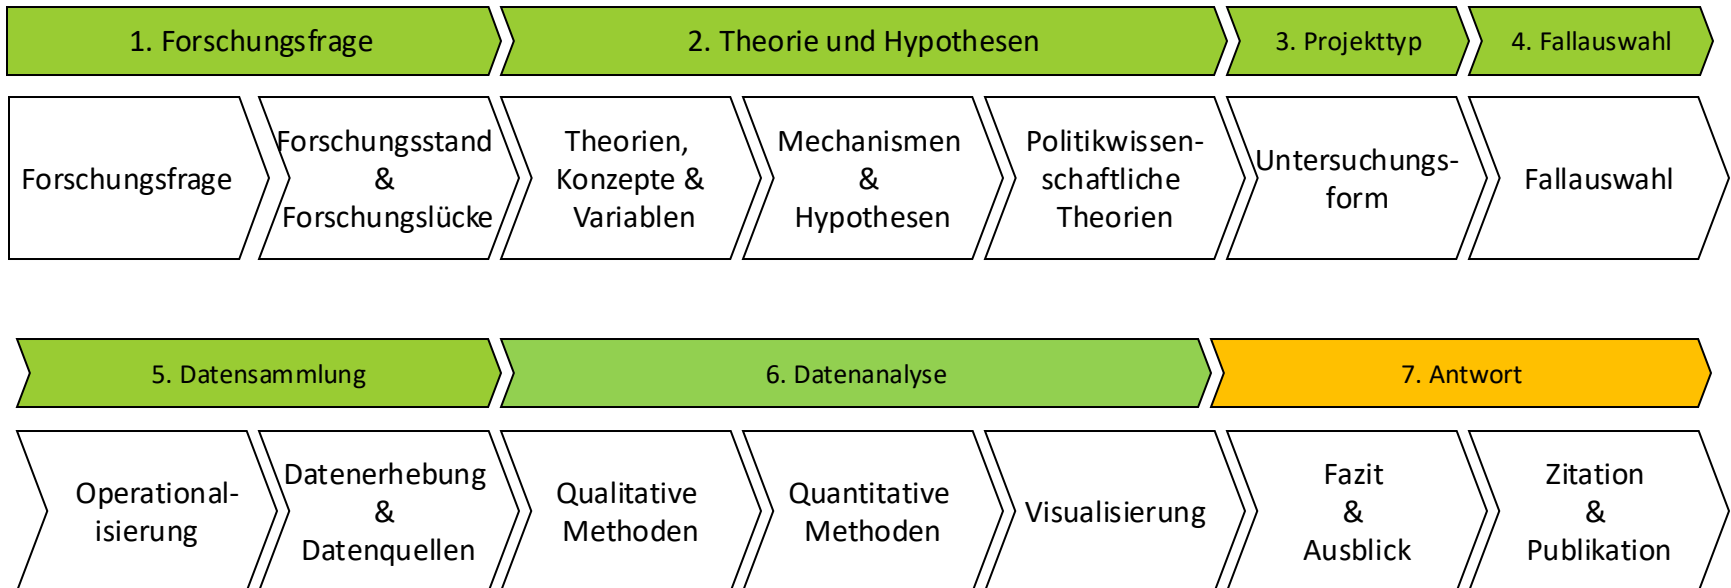 1. Forschungsfrage
2. Theorie und Hypothesen
3. Projekttyp
4. Fallauswahl
Forschungsfrage
Forschungsstand
&
Forschungslücke
Theorien,
Konzepte &
Variablen
Mechanismen
&
Hypothesen
Politikwissen-
schaftliche
Theorien
Untersuchungs-
form
Fallauswahl
5. Datensammlung
6. Datenanalyse
7. Antwort
Operational-
isierung
Datenerhebung
&
Datenquellen
Qualitative
Methoden
Quantitative
Methoden
Visualisierung
Fazit
&
Ausblick
Zitation
&
Publikation